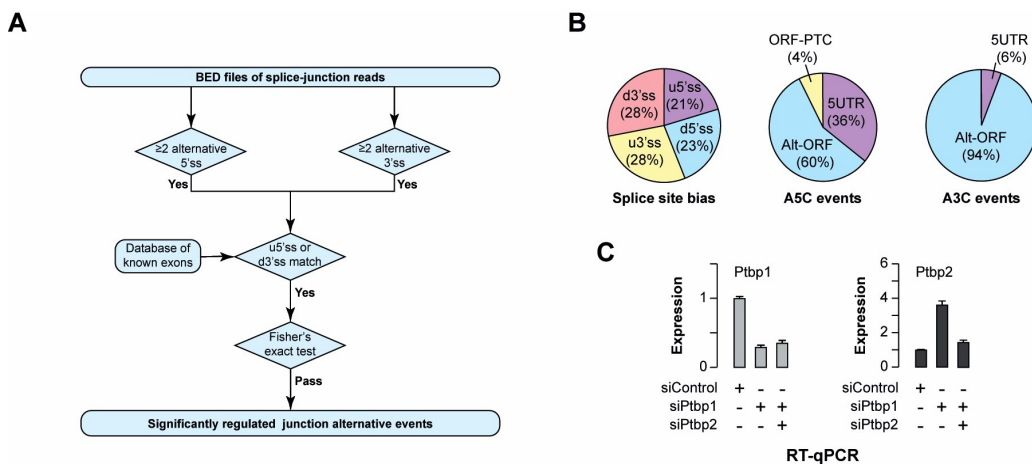 A
BED files of splice-junction reads
≥2 alternative
5'ss
≥2 alternative
3'ss
Yes
Yes
Database of
known exons
u5'ss or
d3'ss match
Yes
Fisher's
exact test
Pass
Significantly regulated junction alternative events
B
d3'ss
(28%)
u5'ss
(21%)
u3'ss
(28%)
d5'ss
(23%)
Splice site bias
ORF-PTC
(4%)
5UTR
(36%)
Alt-ORF
(60%)
A5C events
5UTR
(6%)
Alt-ORF
(94%)
A3C events
C
Ptbp1
Expression
1
0
siControl + - -
siPtbp1 - + +
siPtbp2 - - +
Ptbp2
Expression
6
4
2
0
siControl + - -
siPtbp1 - + +
siPtbp2 - - +
RT-qPCR